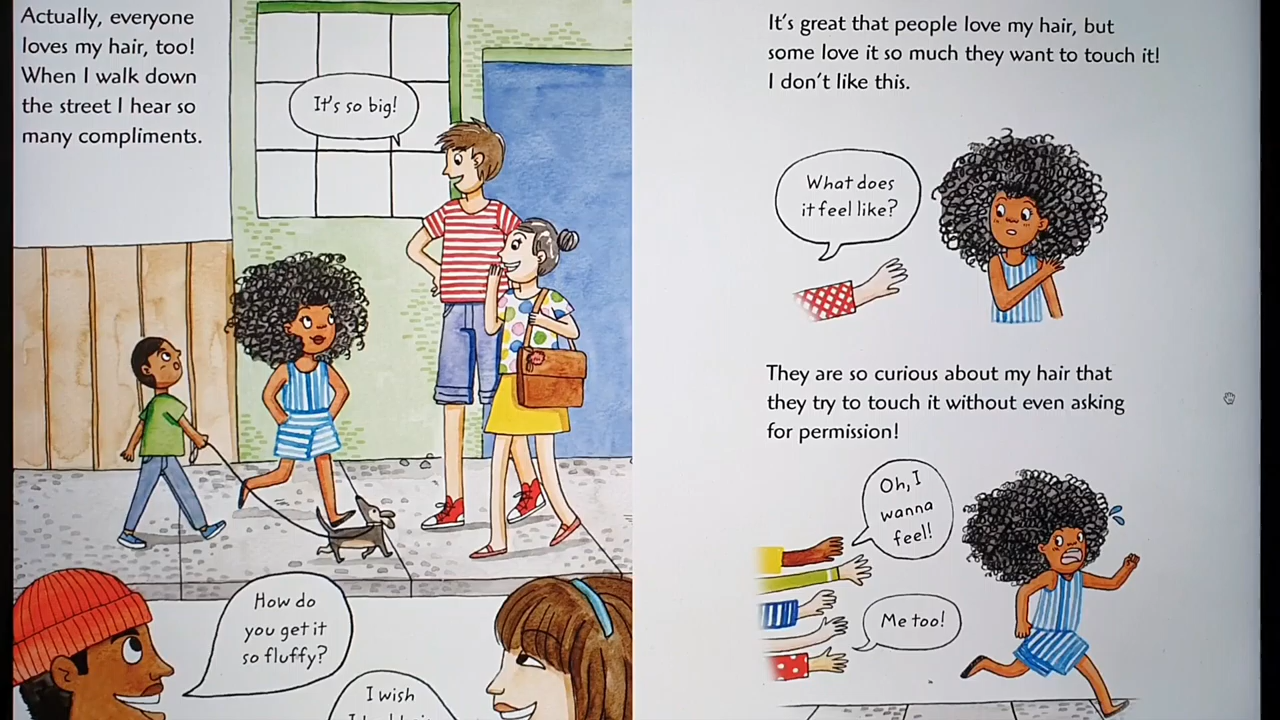 Actually, everyone
loves my hair, too!
When I walk down
the street I hear so
many compliments.
It's so big!
How do
you get it
so fluffy?
I wish
It's great that people love my hair, but
some love it so much they want to touch it!
I don't like this.
What does
it feel like?
They are so curious about my hair that
they try to touch it without even asking
for permission!
Oh, I
wanna
feel!
Me too!